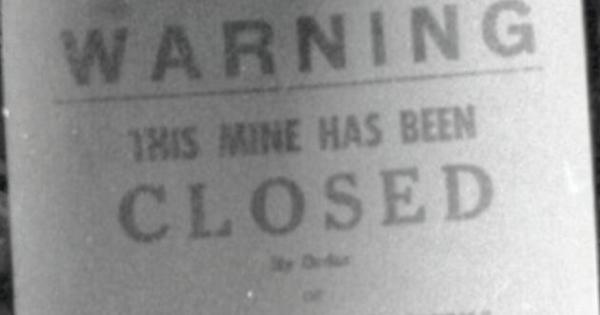 WARNING
THIS MINE HAS BEEN
CLOSED
By Order
OF